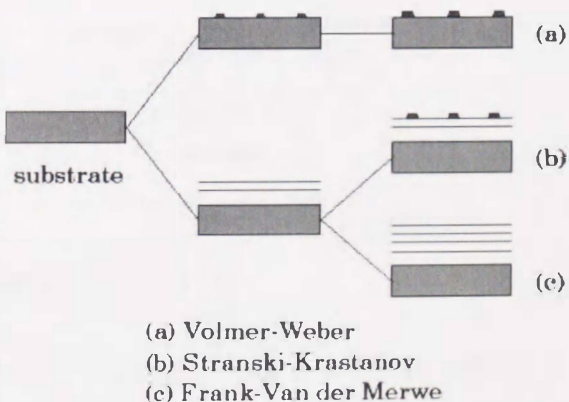 (a)
substrate
(b)
(c)
(a) Volmer-Weber
(b) Stranski-Krastanov
(c) Frank-Van der Merwe